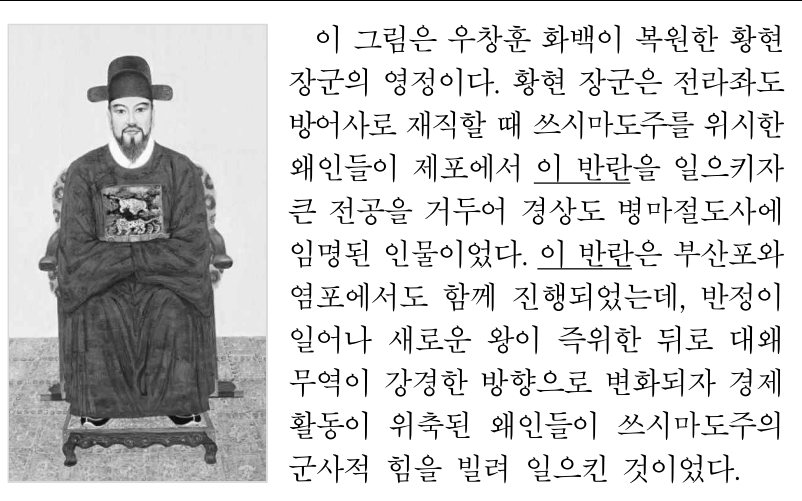 이 그림은 우창훈 화백이 복원한 황현
장군의 영정이다. 황현 장군은 전라좌도
방어사로 재직할 때 쓰시마도주를 위시한
왜인들이 제포에서 이 반란을 일으키자
큰 전공을 거두어 경상도 병마절도사에
임명된 인물이었다. 이 반란은 부산포와
염포에서도 함께 진행되었는데, 반정이
일어나 새로운 왕이 즉위한 뒤로 대왜
무역이 강경한 방향으로 변화되자 경제
활동이 위축된 왜인들이 쓰시마도주의
군사적 힘을 빌려 일으킨 것이었다.